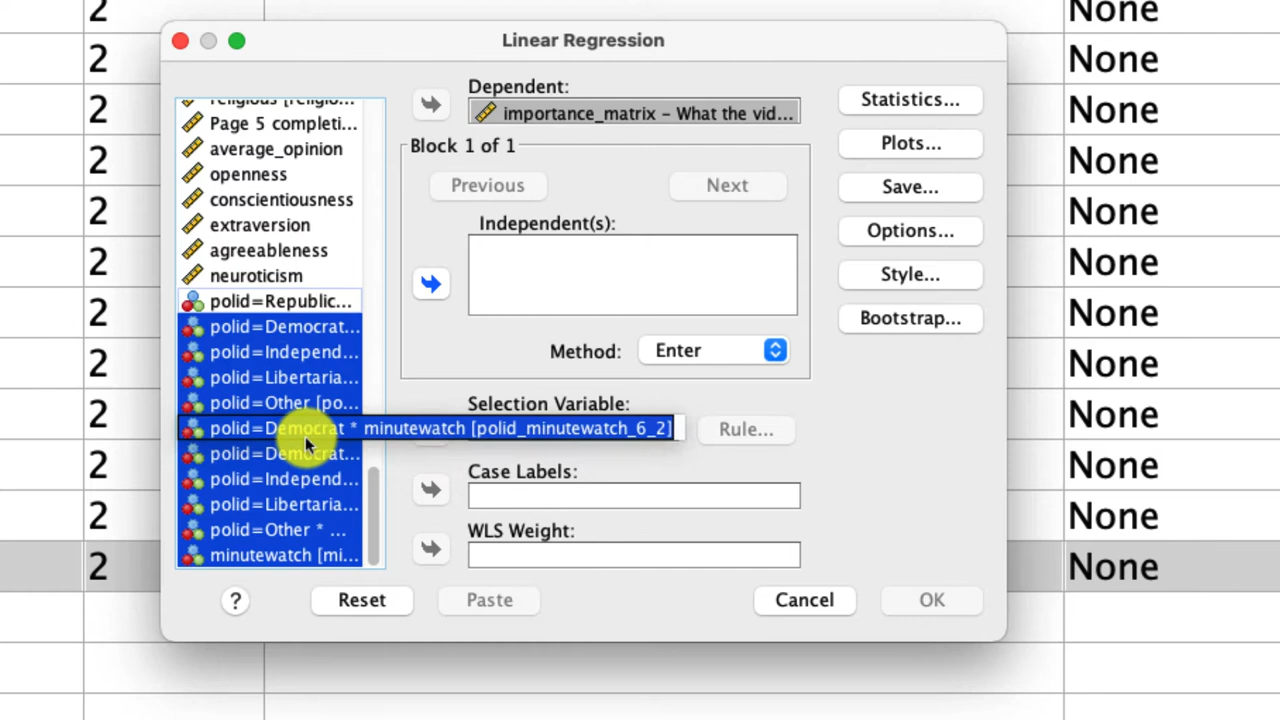 2
None
Linear Regression
2
None
religious [religio...
Page 5 completi...
average_opinion
openness
conscientiousness
extraversion
agreeableness
neuroticism
polid=Republic...
polid=Democrat...
polid=Independ...
polid=Libertaria...
polid=Other [po...
polid=Democrat * minutewatch [polid_minutewatch_6_2]
polid=Democrat...
polid=Independ...
polid=Libertaria...
polid=Other * ...
minutewatch [mi...
Dependent:
importance_matrix – What the vid...
Block 1 of 1
Previous
Next
Independent(s):
Method:
Enter
Selection Variable:
Rule...
Case Labels:
WLS Weight:
Statistics...
Plots...
Save...
Options...
Style...
Bootstrap...
?
Reset
Paste
Cancel
OK
2
None
2
None
2
None
2
None
2
None
2
None
2
None
2
None
2
None
2
None